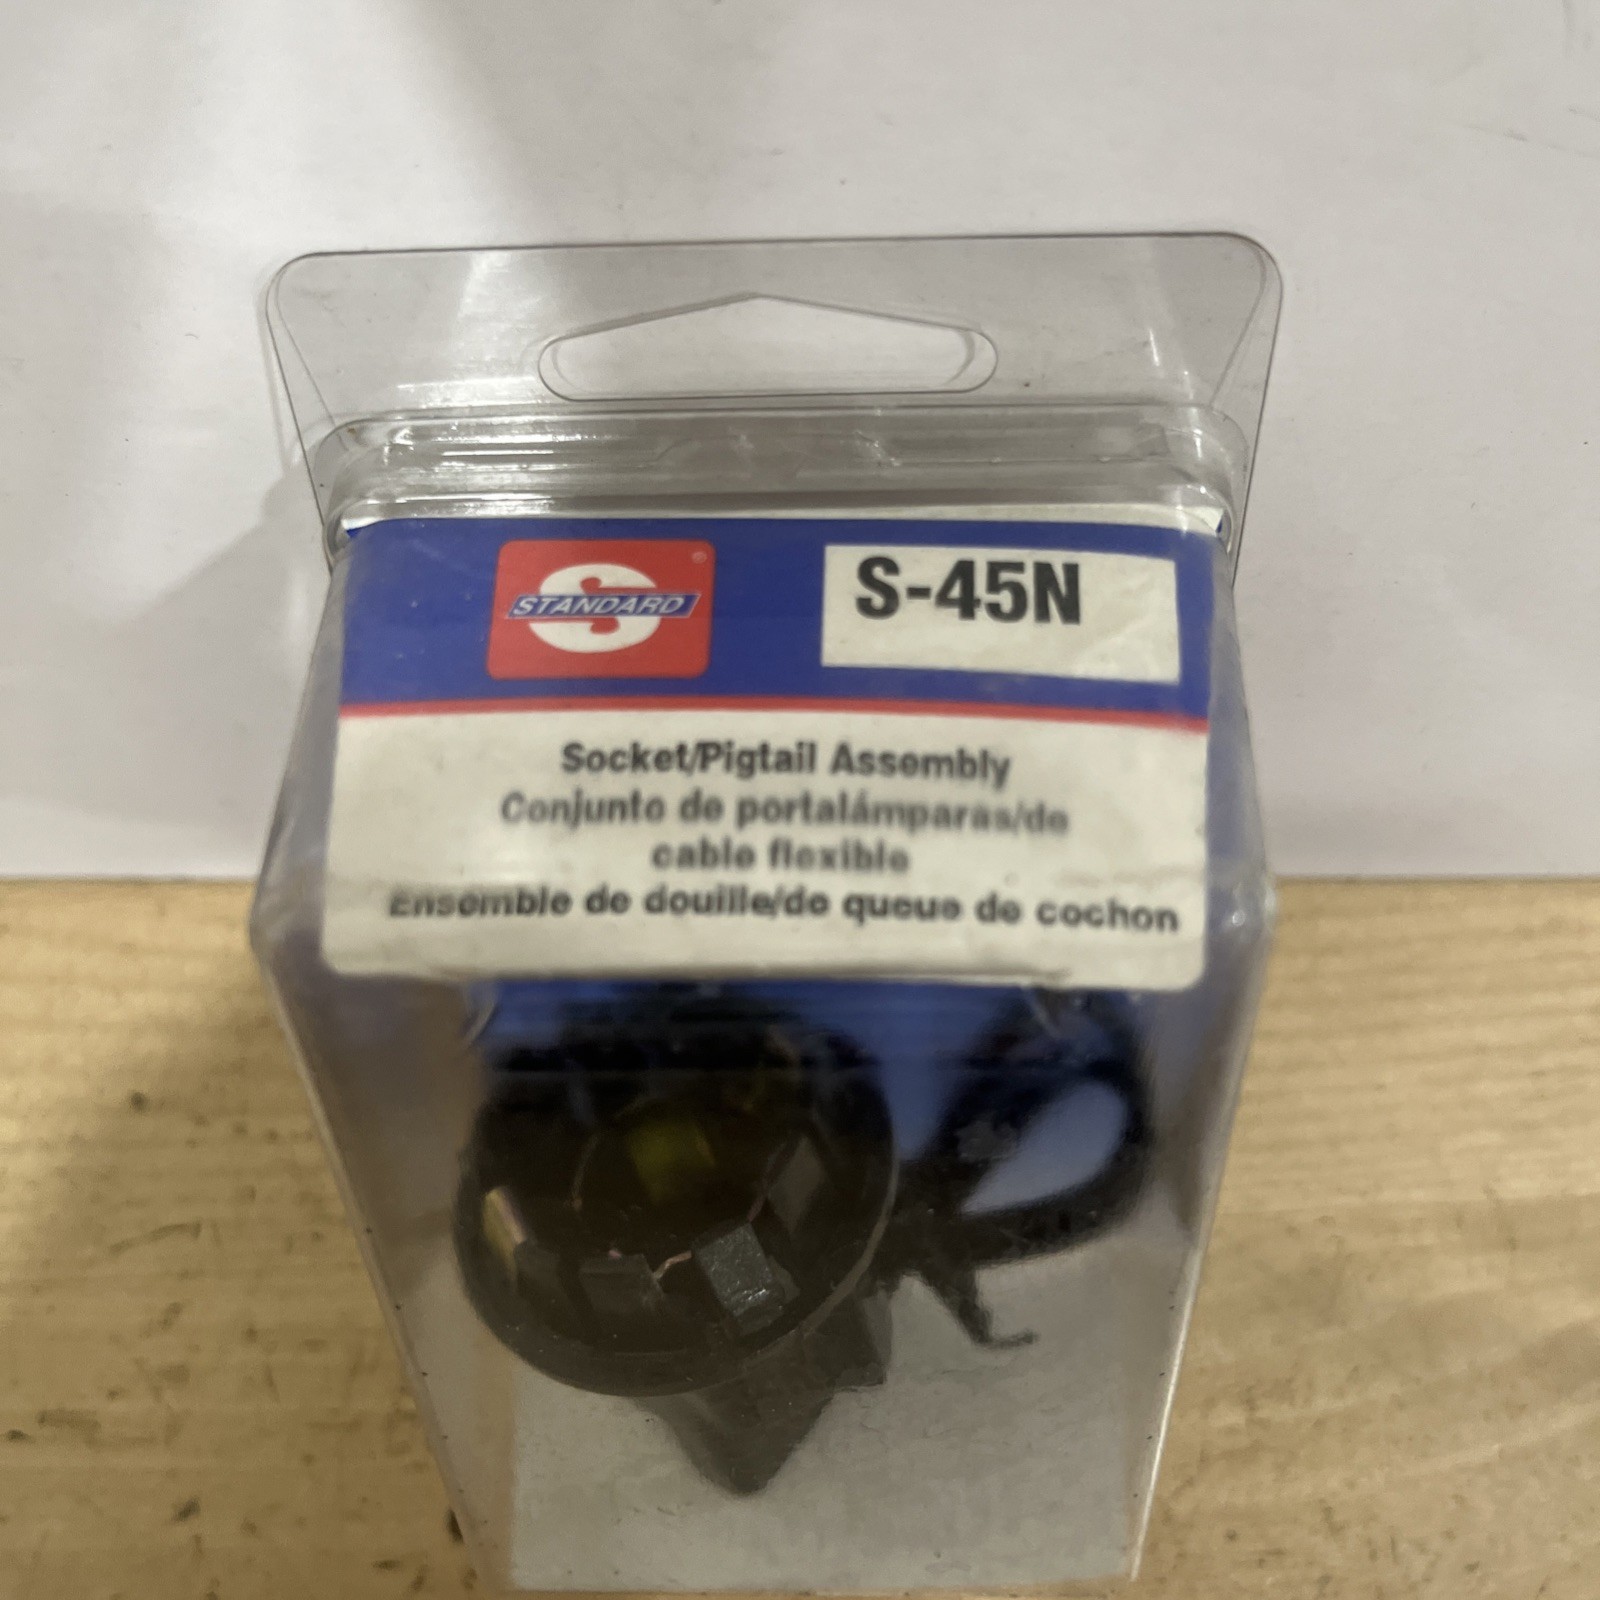 STANDARD
®
S-45N
Socket/Pigtail Assembly
Conjunto de portalámparas/de
cable flexible
Ensemble de douille/de queue de cochon